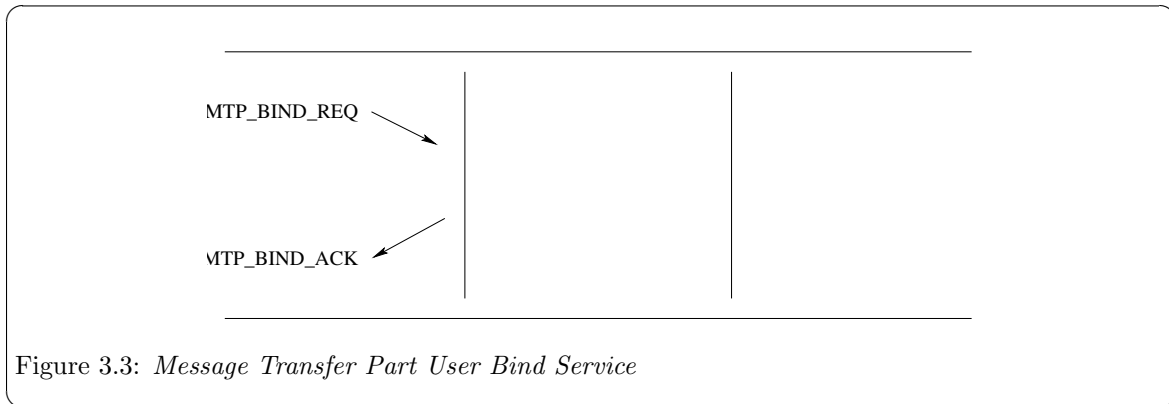 MTP_BIND_REQ
MTP_BIND_ACK
Figure 3.3: Message Transfer Part User Bind Service